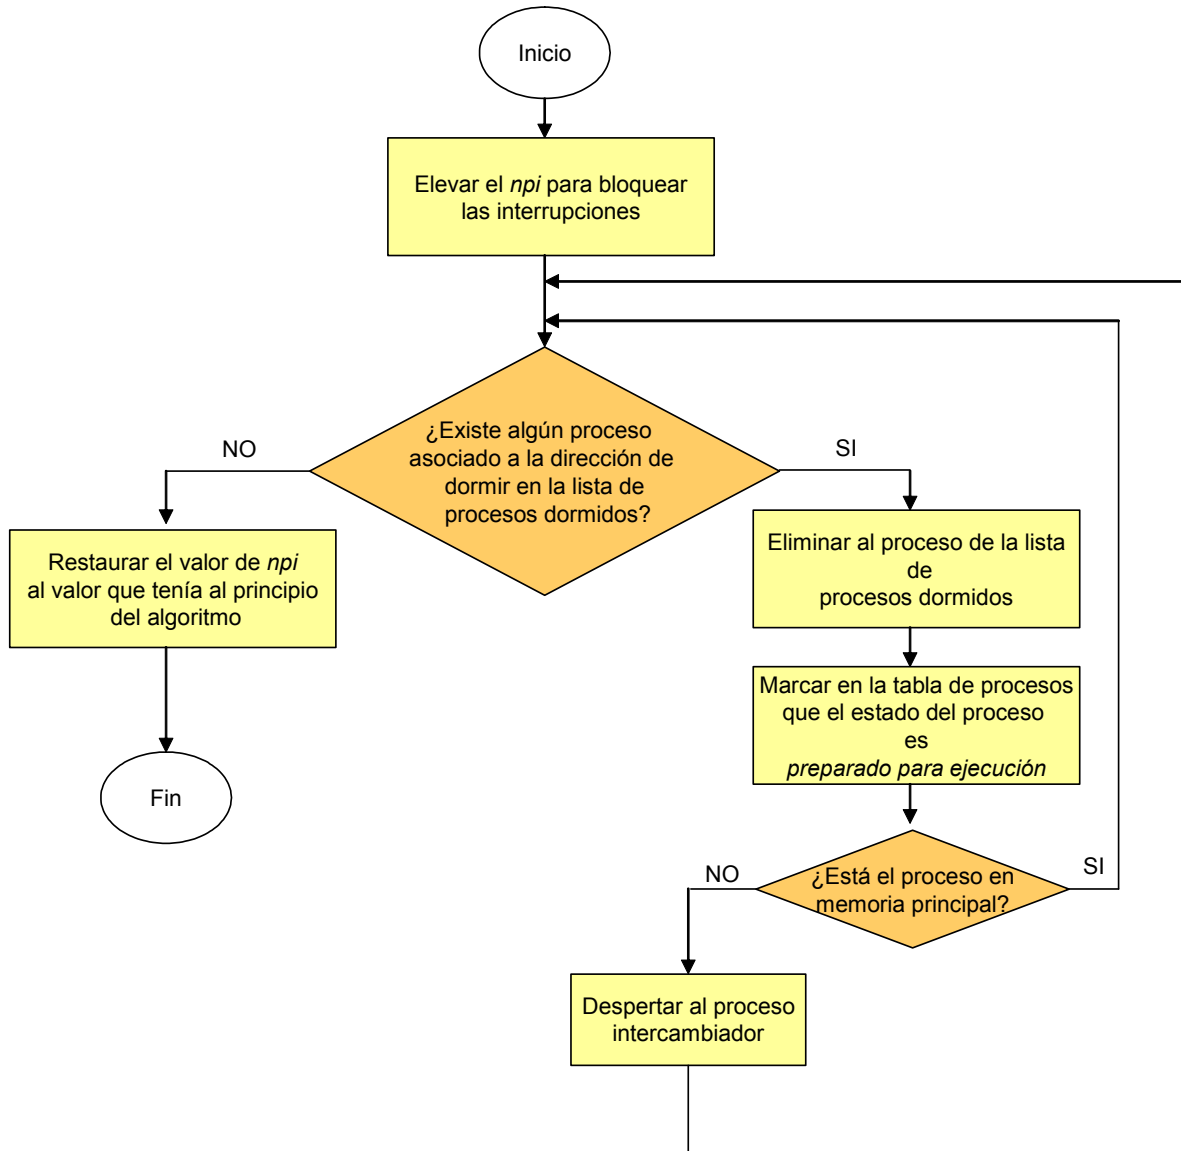 Inicio
Elevar el npi para bloquear
las interrupciones
¿Existe algún proceso
asociado a la dirección de
dormir en la lista de
procesos dormidos?
NO
SI
Restaurar el valor de npi
al valor que tenía al principio
del algoritmo
Fin
Eliminar al proceso de la lista
de
procesos dormidos
Marcar en la tabla de procesos
que el estado del proceso
es
preparado para ejecución
¿Está el proceso en
memoria principal?
NO
SI
Despertar al proceso
intercambiador